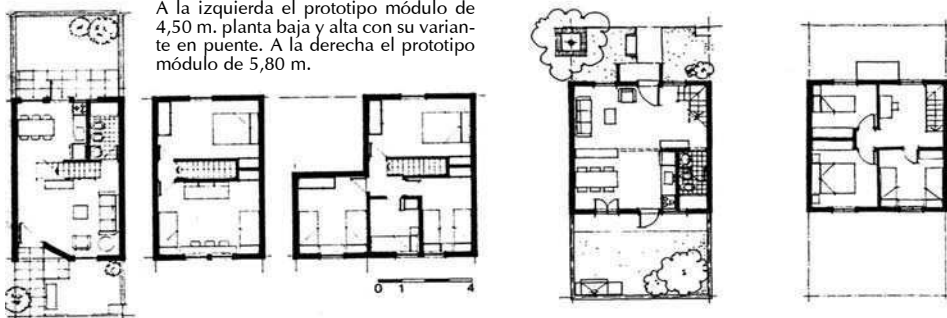 A la izquierda el prototipo módulo de
4,50 m. planta baja y alta con su varian-
te en puente. A la derecha el prototipo
módulo de 5,80 m.
0 1 4